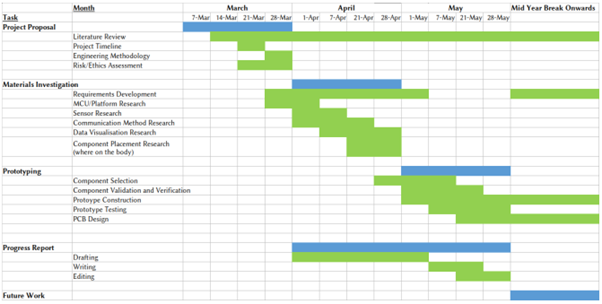 Month March April May Mid Year Break Onwards
Task 7-Mar 14-Mar 21-Mar 28-Mar 1-Apr 7-Apr 21-Apr 28-Apr 1-May 7-May 21-May 28-May
Project Proposal
Literature Review
Project Timeline
Engineering Methodology
Risk/Ethics Assessment
Materials Investigation
Requirements Development
MCU/Platform Research
Sensor Research
Communication Method Research
Data Visualisation Research
Component Placement Research
(where on the body)
Prototyping
Component Selection
Component Validation and Verification
Protoype Construction
Prototype Testing
PCB Design
Progress Report
Drafting
Writing
Editing
Future Work